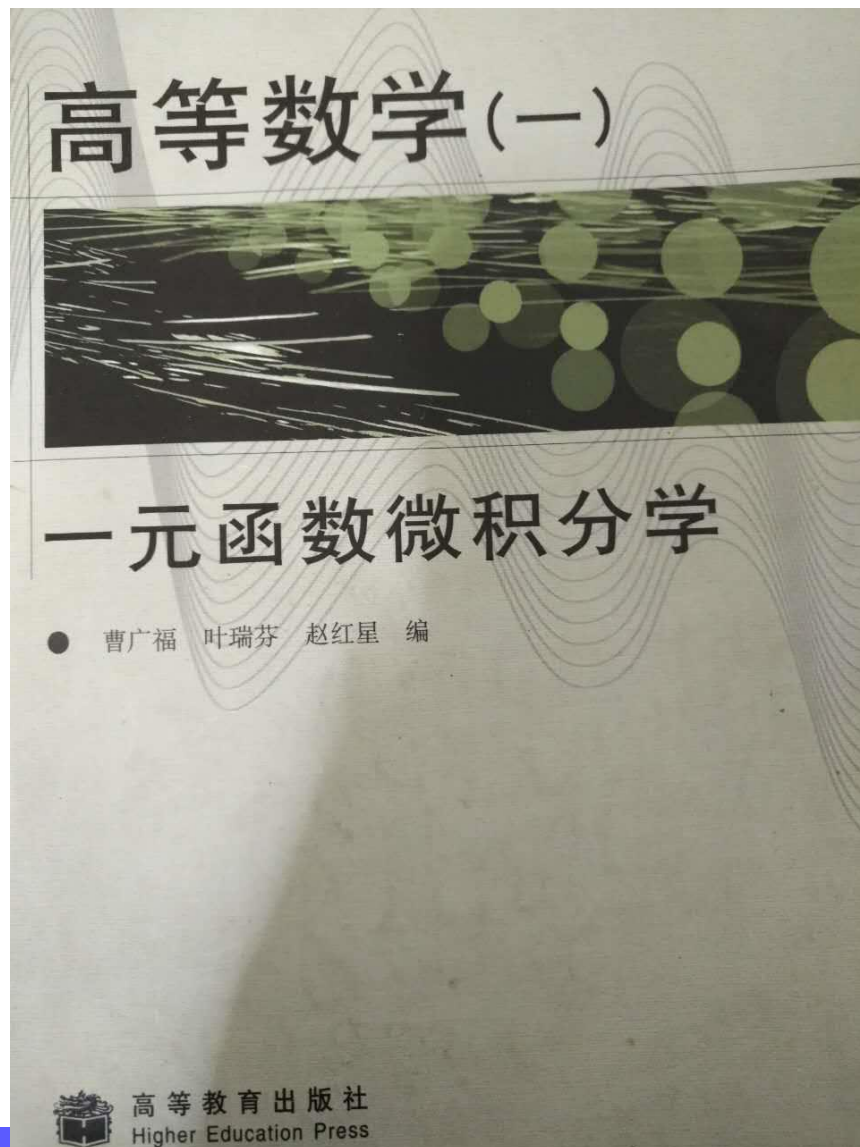 高等数学(一)
一元函数微积分学
● 曹广福 叶瑞芬 赵红星 编
高等教育出版社
Higher Education Press